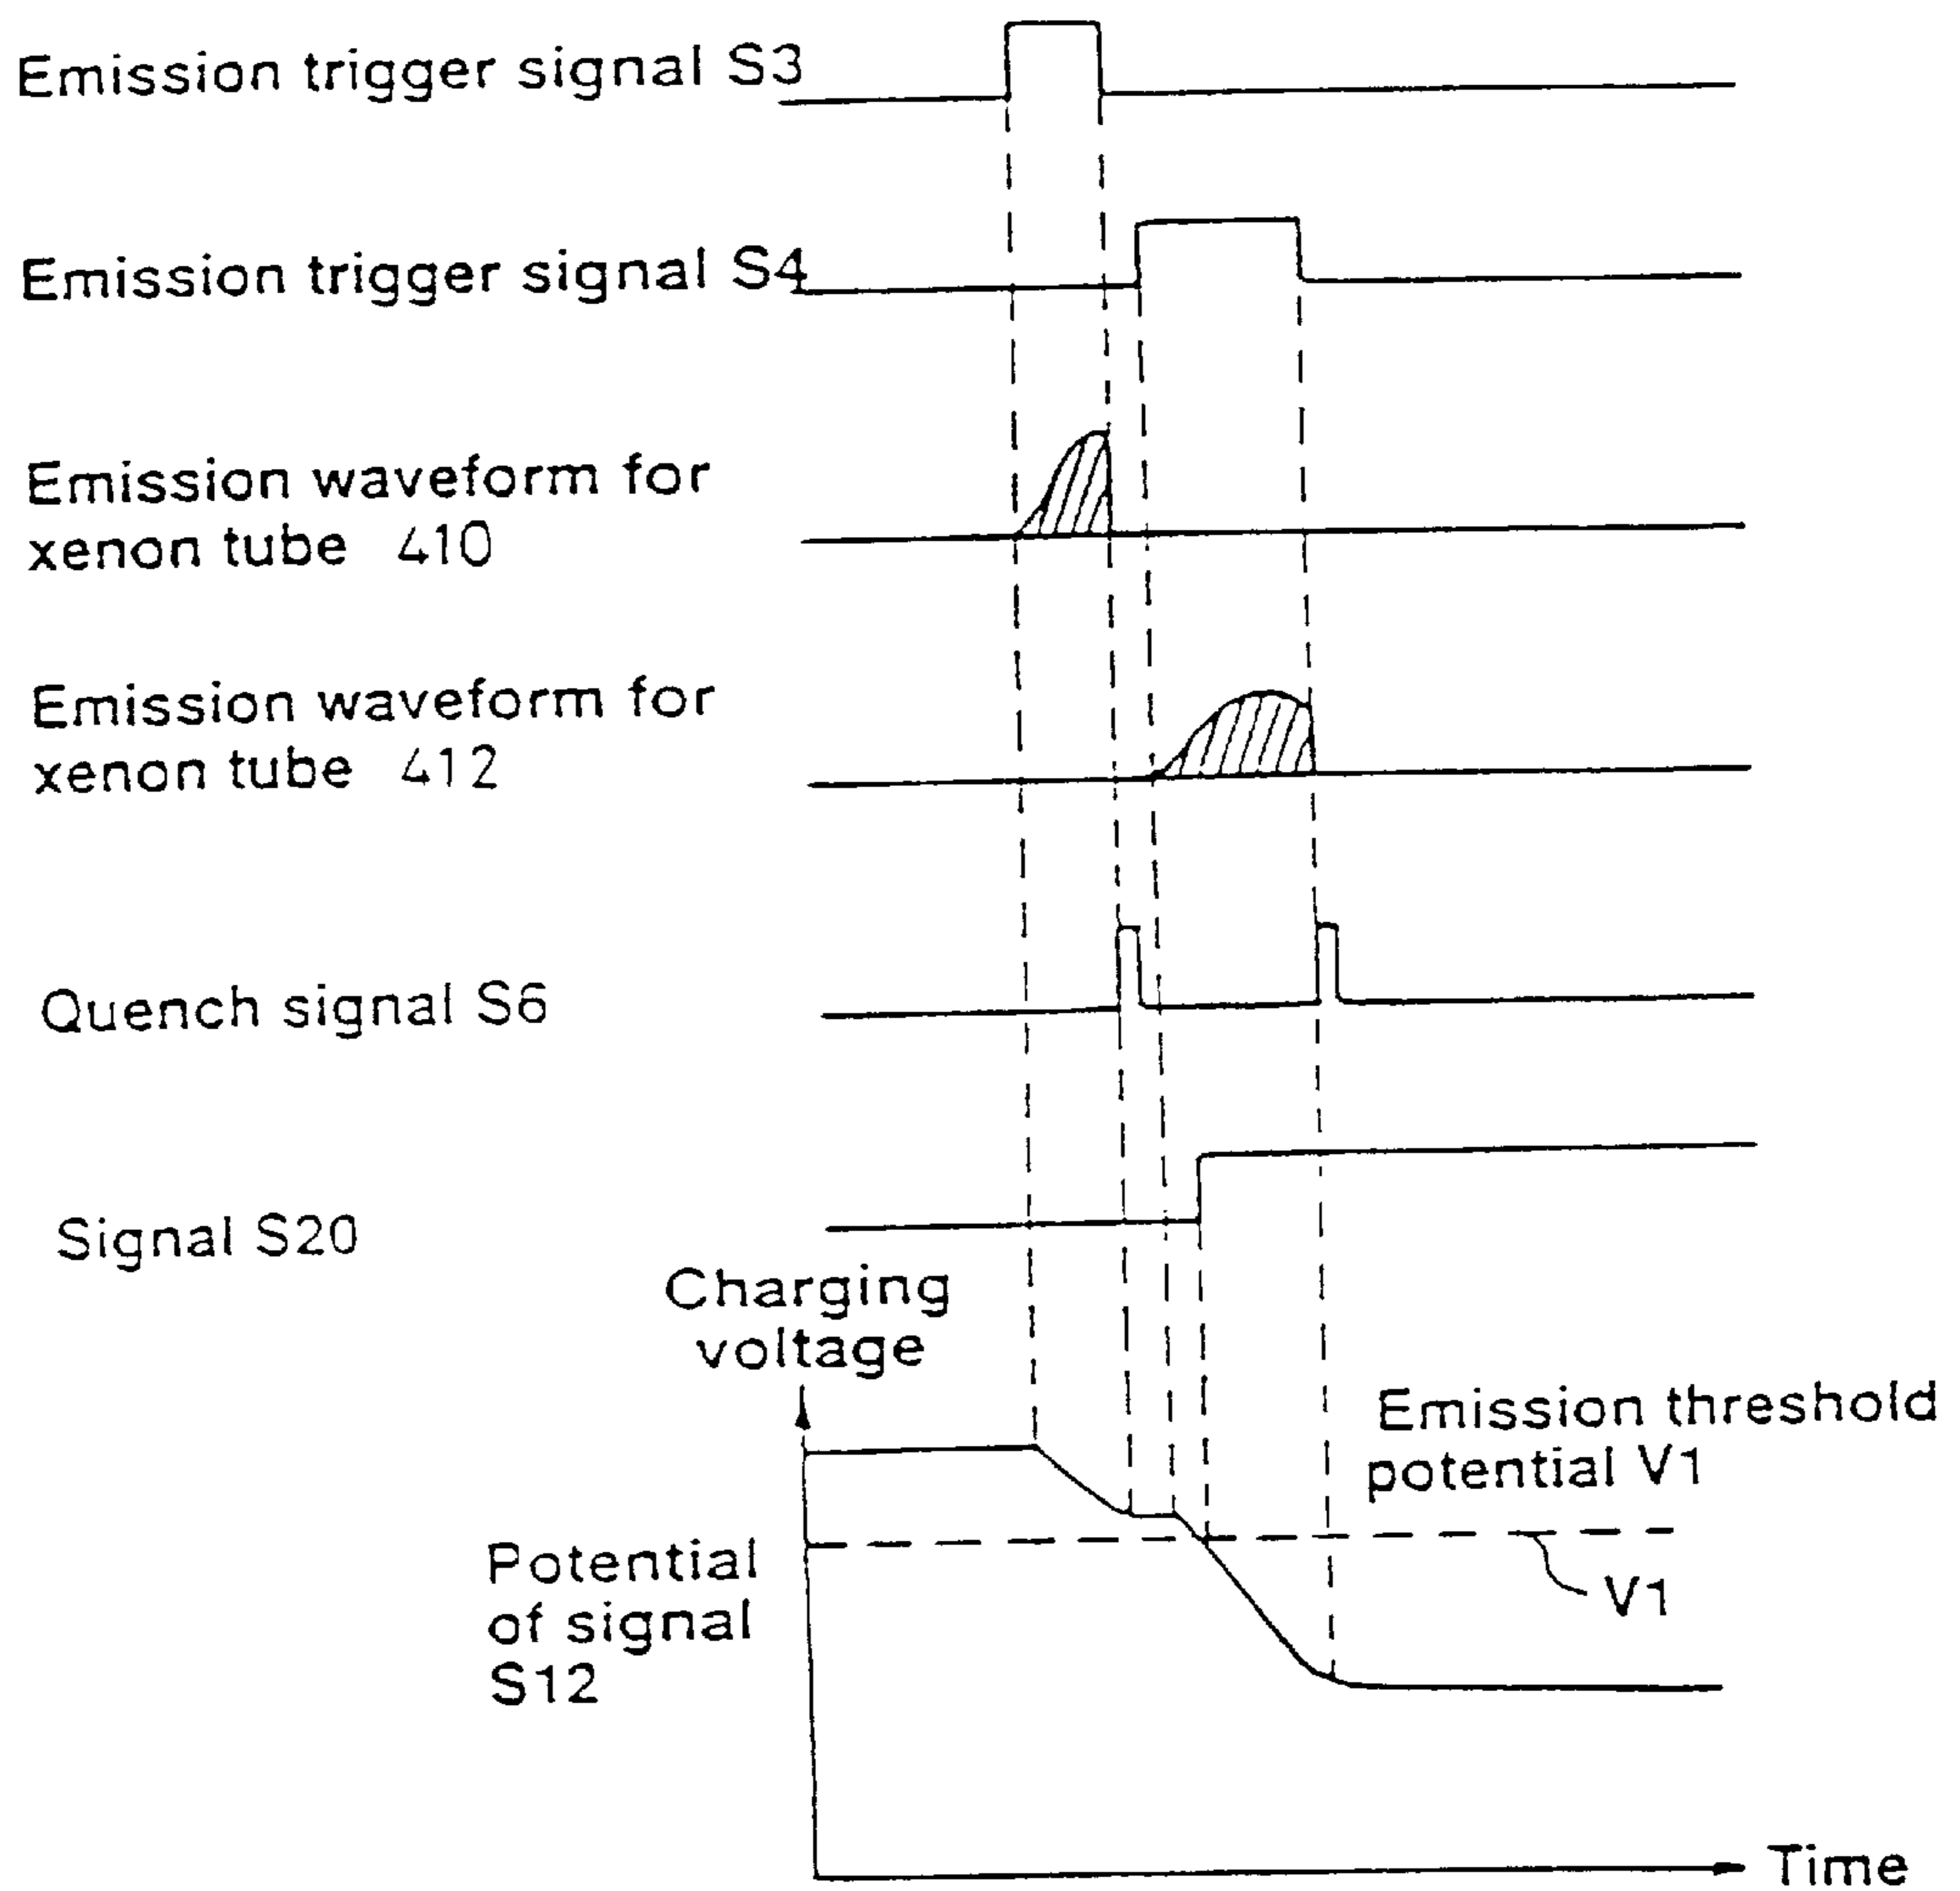 Emission trigger signal S3
Emission trigger signal S4
Emission waveform for
xenon tube 410
Emission waveform for
xenon tube 412
Quench signal S6
Signal S20
Charging
voltage
Emission threshold
potential V1
Potential
of signal
S12
V1
Time